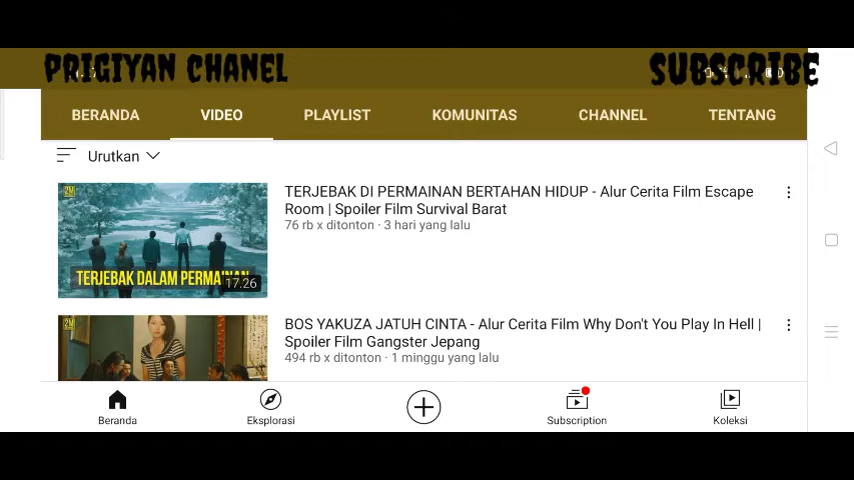 PRIGIYAN CHANEL
SUBSCRIBE
BERANDA VIDEO PLAYLIST KOMUNITAS CHANNEL TENTANG
Urutkan
2M
TERJEBAK DALAM PERMAINAN
17.26
TERJEBAK DI PERMAINAN BERTAHAN HIDUP - Alur Cerita Film Escape
Room | Spoiler Film Survival Barat
76 rb x ditonton · 3 hari yang lalu
2M
BOS YAKUZA JATUH CINTA - Alur Cerita Film Why Don't You Play In Hell |
Spoiler Film Gangster Jepang
494 rb x ditonton · 1 minggu yang lalu
Beranda Eksplorasi Subscription Koleksi